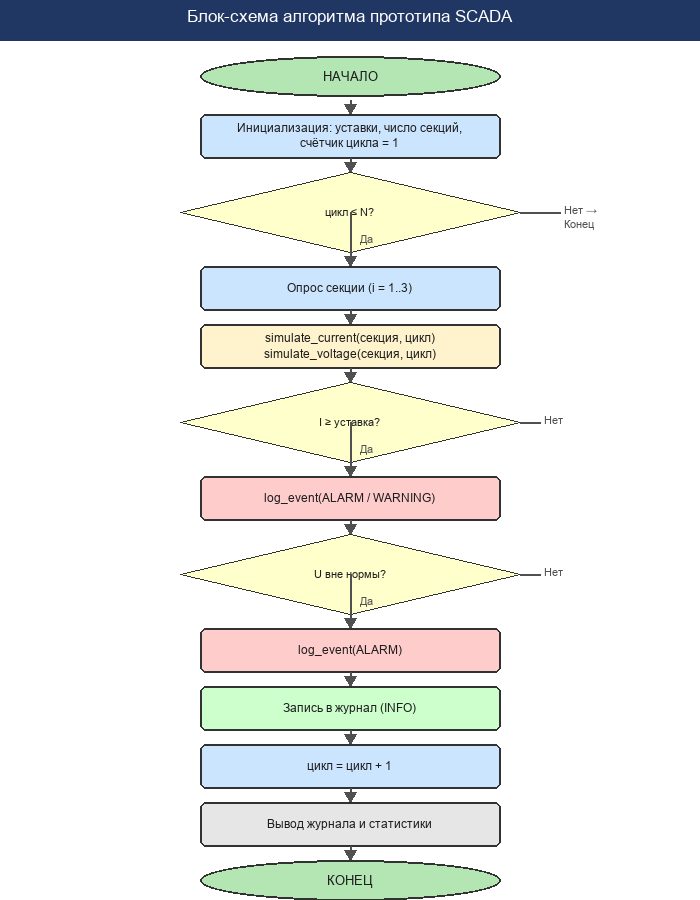 Блок-схема алгоритма прототипа SCADA
НАЧАЛО
Инициализация: уставки, число секций,
счётчик цикла = 1
цикл ≤ N?
Нет →
Конец
Да
Опрос секции (i = 1..3)
simulate_current(секция, цикл)
simulate_voltage(секция, цикл)
I ≥ уставка?
Нет
Да
log_event(ALARM / WARNING)
U вне нормы?
Нет
Да
log_event(ALARM)
Запись в журнал (INFO)
цикл = цикл + 1
Вывод журнала и статистики
КОНЕЦ